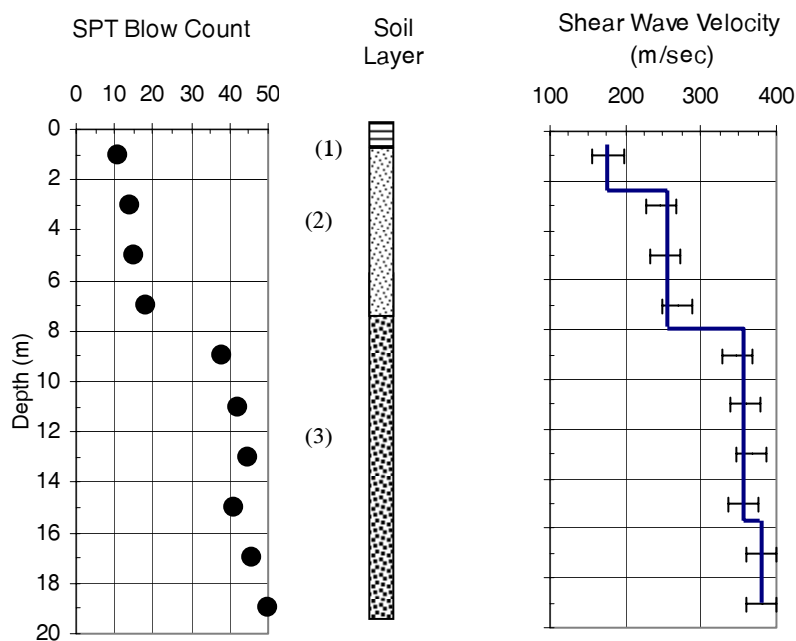 SPT Blow Count
0 10 20 30 40 50
0
2
4
6
8
10
12
14
16
18
20
Depth (m)
Soil
Layer
(1)
(2)
(3)
Shear Wave Velocity
(m/sec)
100 200 300 400